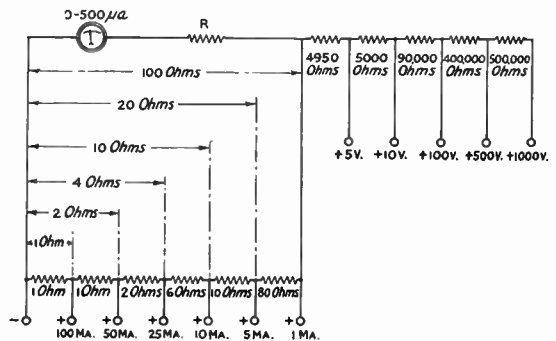 0-500 μa
R
T
4950 Ohms 5000 Ohms 90,000 Ohms 400,000 Ohms 500,000 Ohms
100 Ohms
20 Ohms
+5V. +10V. +100V. +500V. +1000V.
10 Ohms
4 Ohms
2 Ohms
1 Ohm
1 Ohm 1 Ohm 2 Ohms 6 Ohms 10 Ohms 80 Ohms
− + + + + + +
100 MA. 50 MA. 25 MA. 10 MA. 5 MA. 1 MA.